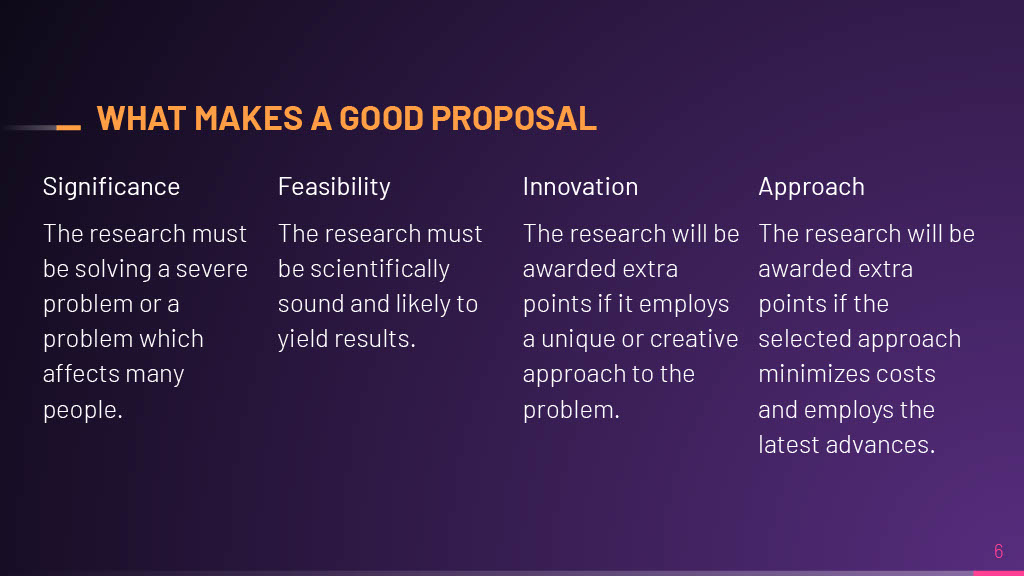 WHAT MAKES A GOOD PROPOSAL
Significance
The research must
be solving a severe
problem or a
problem which
affects many
people.
Feasibility
The research must
be scientifically
sound and likely to
yield results.
Innovation
The research will be
awarded extra
points if it employs
a unique or creative
approach to the
problem.
Approach
The research will be
awarded extra
points if the
selected approach
minimizes costs
and employs the
latest advances.
6